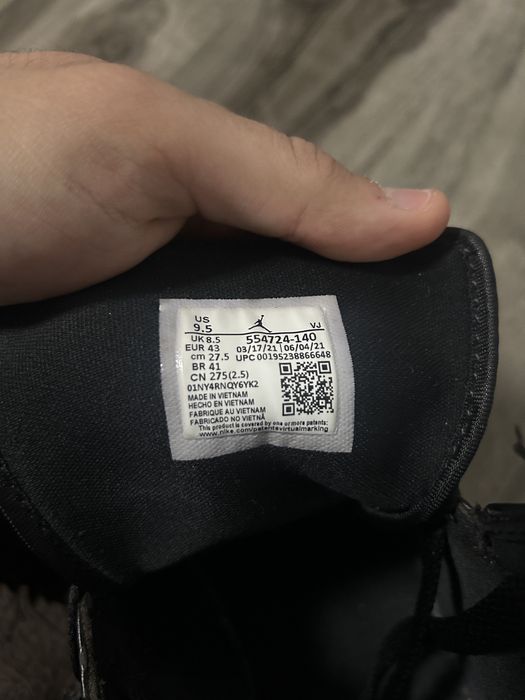 US
9.5
VJ
UK 8.5 554724-140
EUR 43 03/17/21 06/04/21
cm 27.5 UPC 00195238866648
BR 41
CN 275(2.5)
01NY4RNQY6YK2
MADE IN VIETNAM
HECHO EN VIETNAM
FABRIQUE AU VIETNAM
FABRICADO NO VIETNÃ
This product is covered by one or more patents:
www.nike.com/patentsvirtualmarking